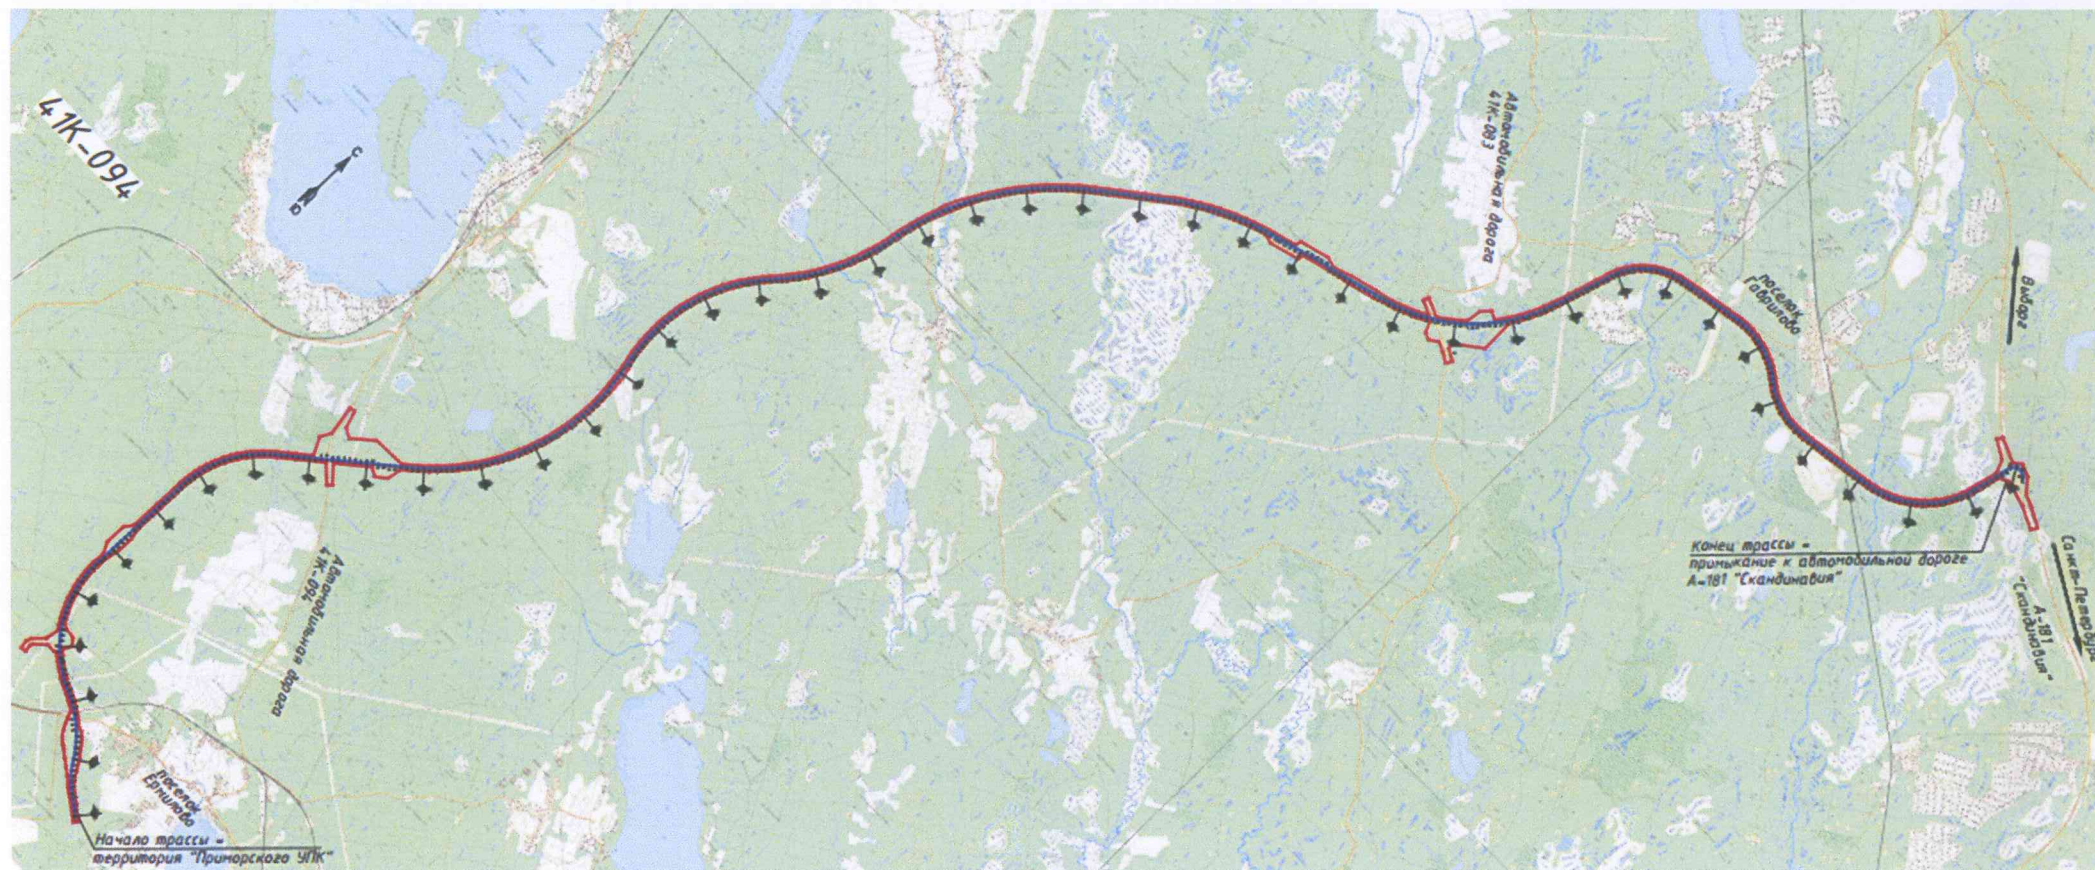 41К-094
С
Автомобильная дорога
41К-083
поселок
Гаврилово
Выборг
Конец трассы =
примыкание к автомобильной дороге
А-181 "Скандинавия"
Санкт-Петербург
А-181
"Скандинавия"
Автомобильная дорога
41К-094
поселок
Ермилово
Начало трассы =
территория "Приморского УПК"